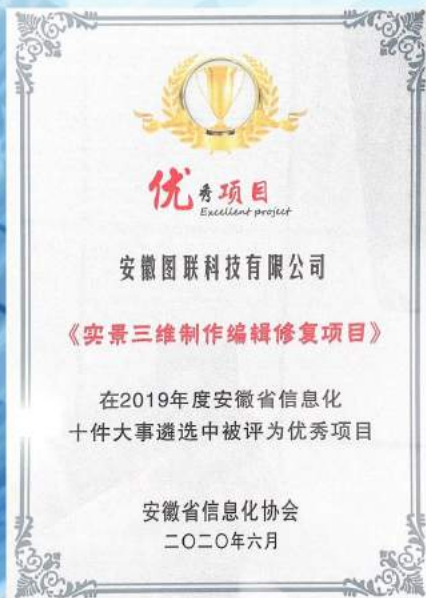 优秀项目
Excellent project
安徽图联科技有限公司
《实景三维制作编辑修复项目》
在2019年度安徽省信息化
十件大事遴选中被评为优秀项目
安徽省信息化协会
二〇二〇年六月